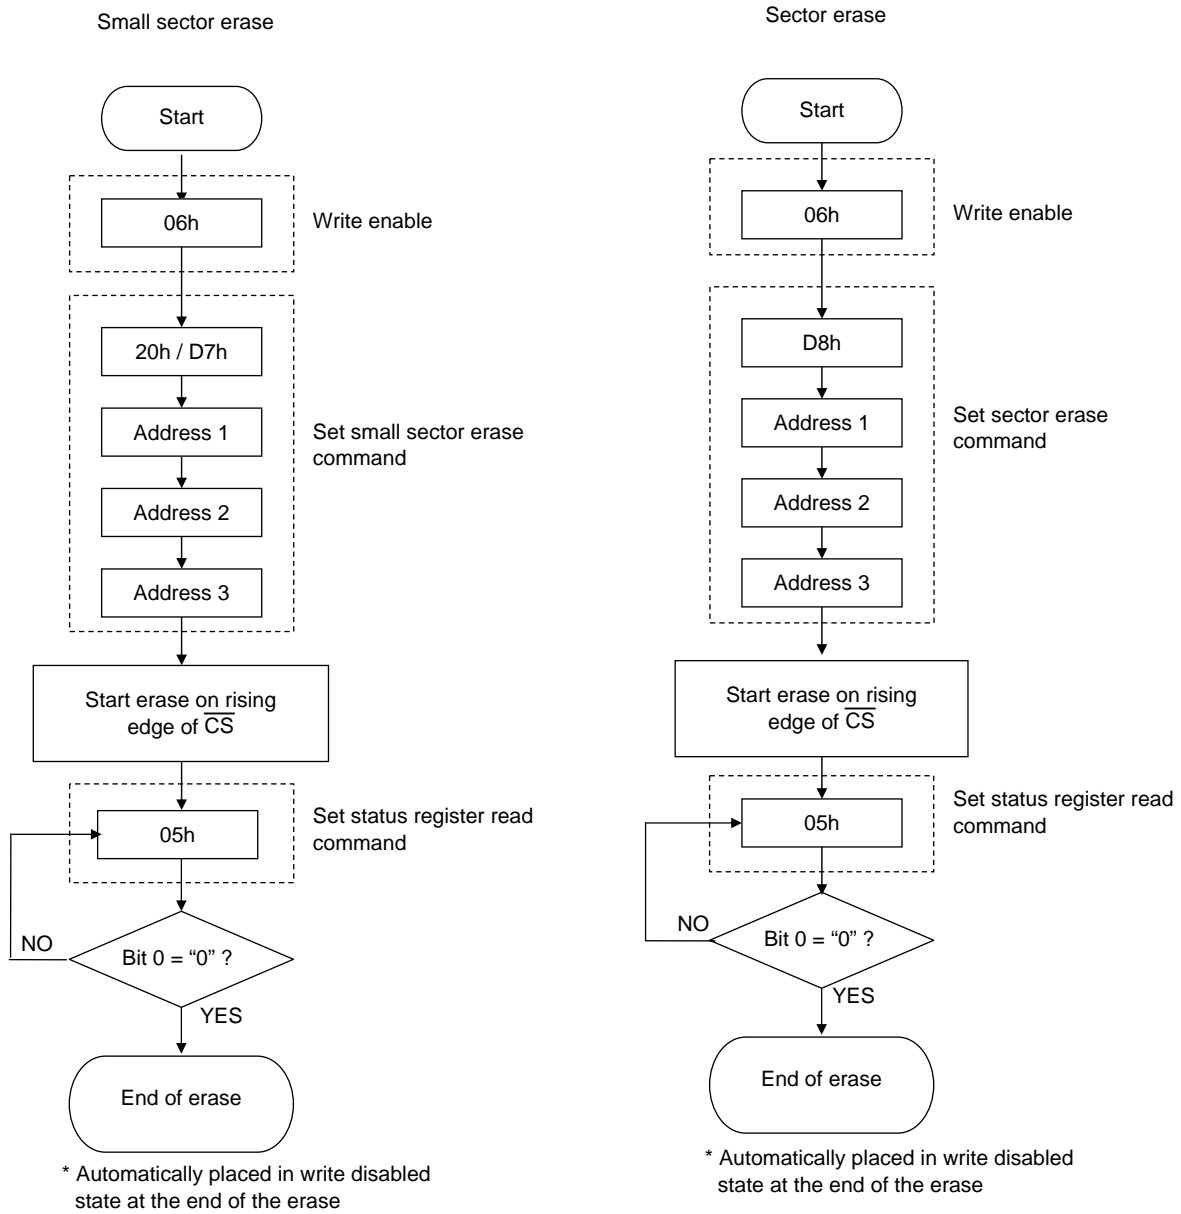 Small sector erase
Start
06h
Write enable
20h / D7h
Address 1
Set small sector erase
command
Address 2
Address 3
Start erase on rising
edge of C̅S̅
05h
Set status register read
command
NO
Bit 0 = “0” ?
YES
End of erase
* Automatically placed in write disabled
state at the end of the erase
Sector erase
Start
06h
Write enable
D8h
Address 1
Set sector erase
command
Address 2
Address 3
Start erase on rising
edge of C̅S̅
05h
Set status register read
command
NO
Bit 0 = “0” ?
YES
End of erase
* Automatically placed in write disabled
state at the end of the erase